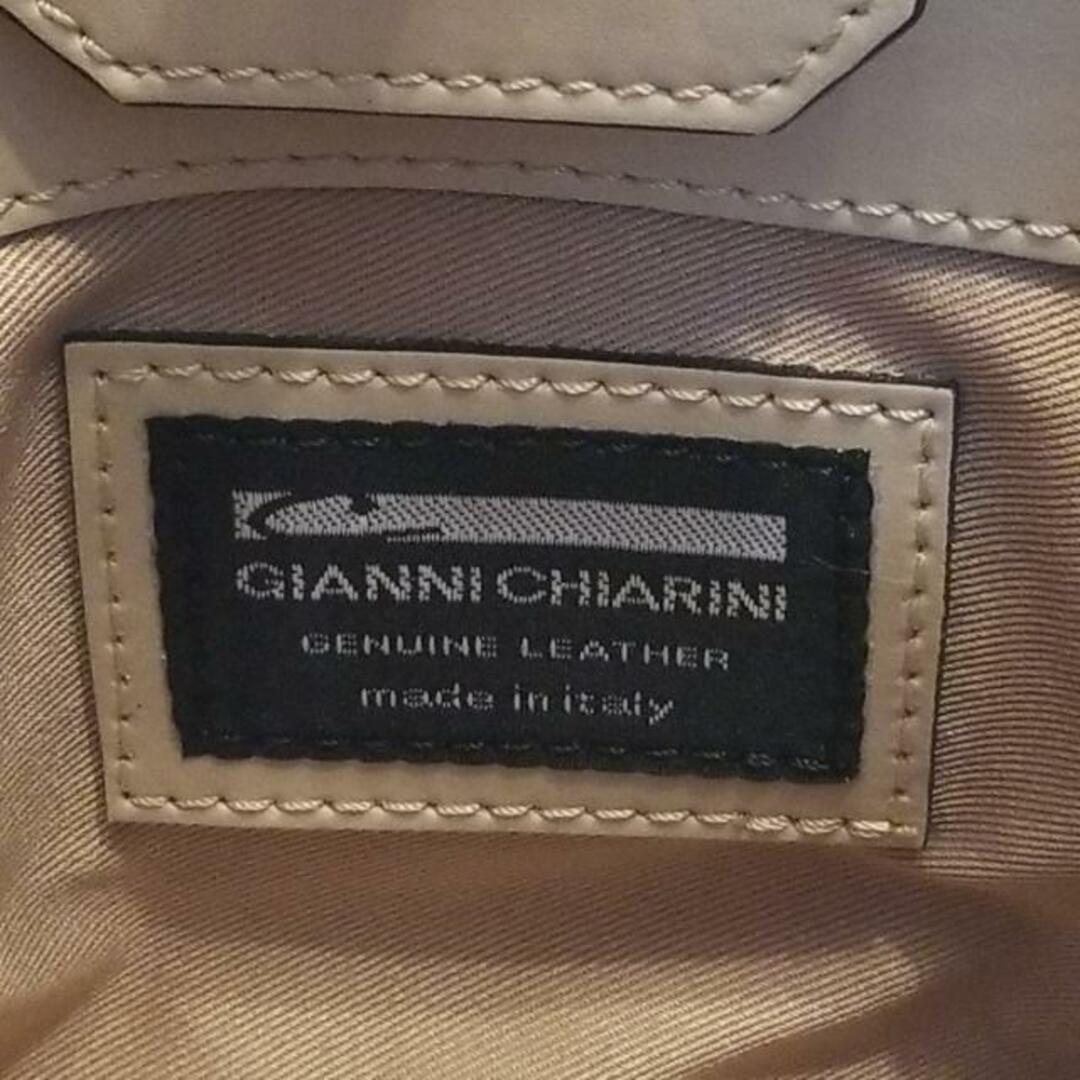 GIANNI CHIARINI
GENUINE LEATHER
made in italy